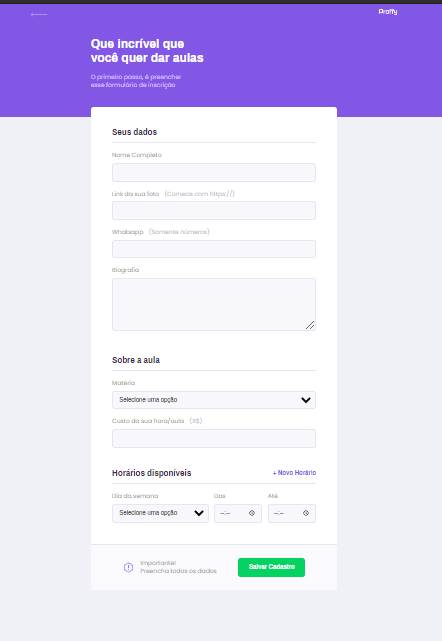 Proffy
Que incrível que
você quer dar aulas
O primeiro passo, é preencher
esse formulário de inscrição
Seus dados
Nome Completo
Link da sua foto (Comece com https://)
Whatsapp (Somente números)
Biografia
Sobre a aula
Matéria
Selecione uma opção
Custo da sua hora/aula (R$)
Horários disponíveis + Novo Horário
Dia da semana Das Até
Selecione uma opção --:-- --:--
Importante!
Preencha todos os dados
Salvar Cadastro